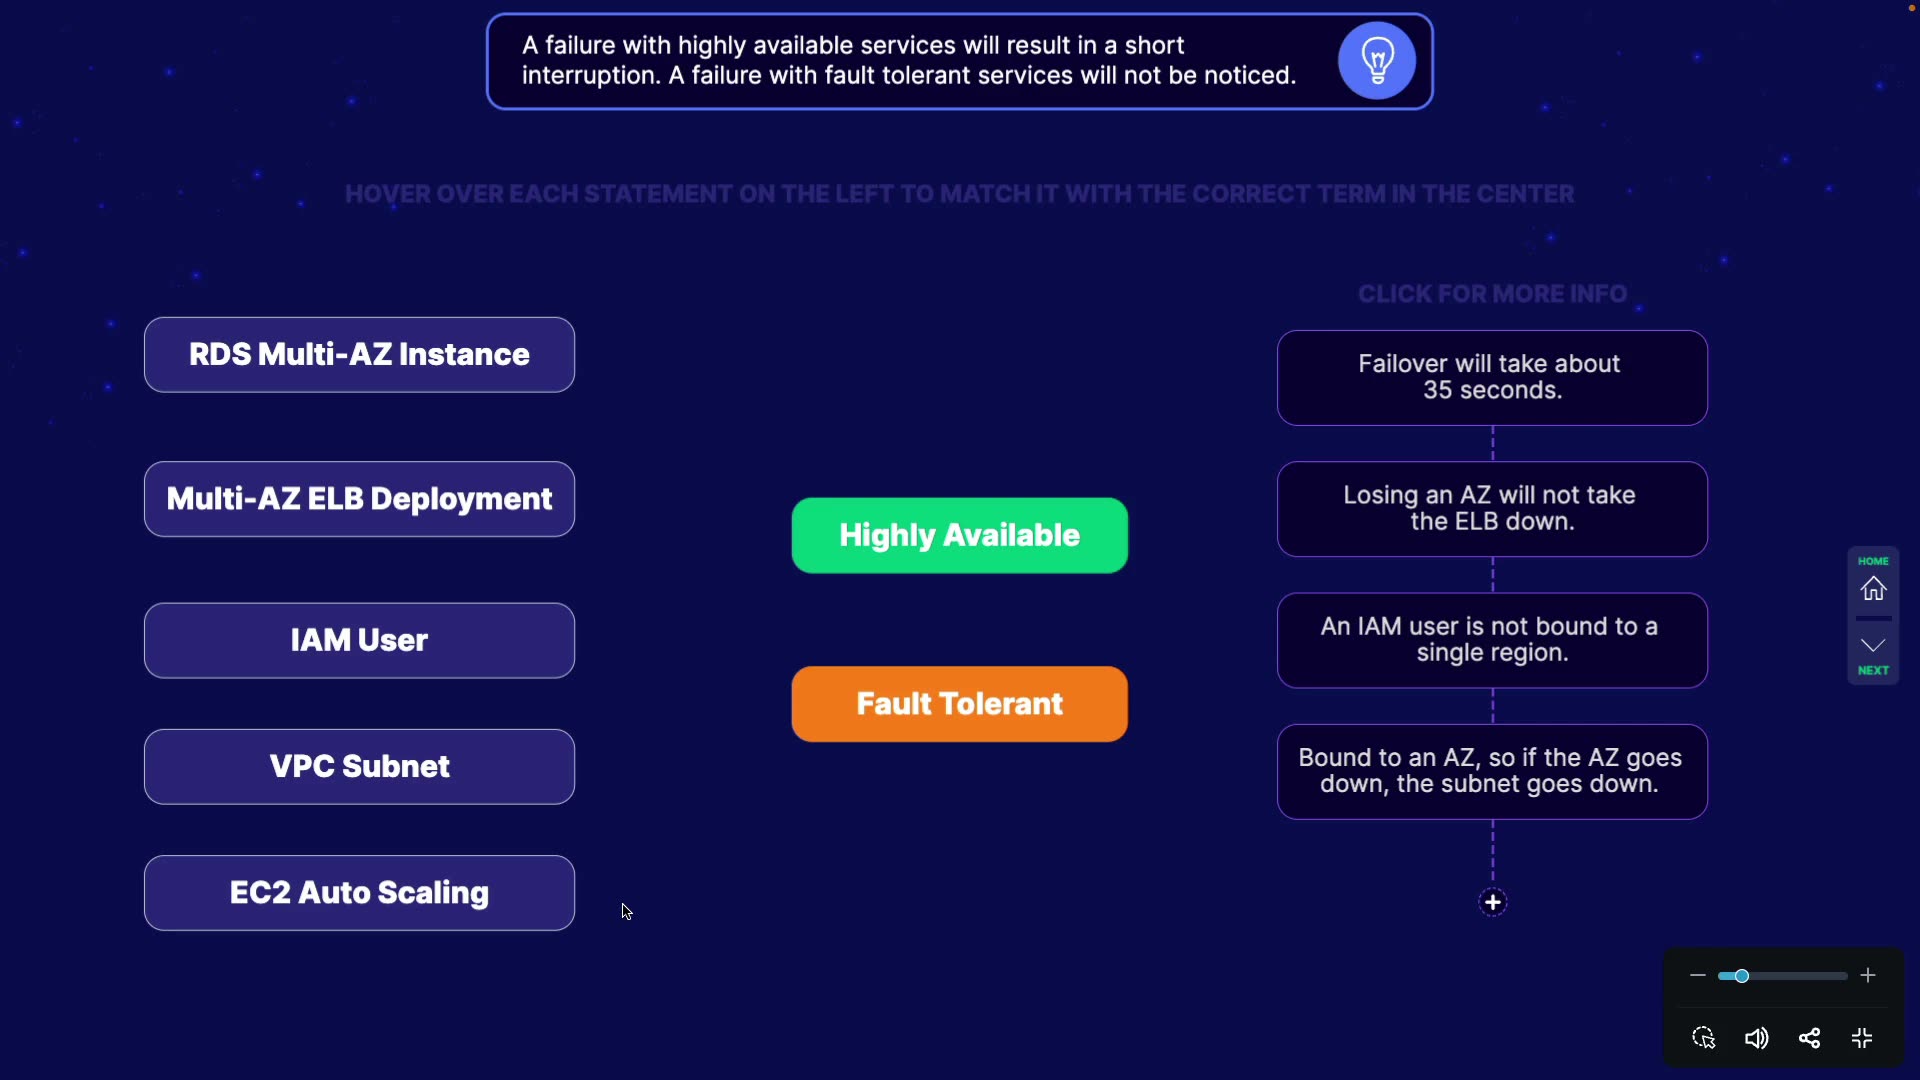 A failure with highly available services will result in a short
interruption. A failure with fault tolerant services will not be noticed.
HOVER OVER EACH STATEMENT ON THE LEFT TO MATCH IT WITH THE CORRECT TERM IN THE CENTER
CLICK FOR MORE INFO
RDS Multi-AZ Instance
Multi-AZ ELB Deployment
IAM User
VPC Subnet
EC2 Auto Scaling
Highly Available
Fault Tolerant
Failover will take about
35 seconds.
Losing an AZ will not take
the ELB down.
An IAM user is not bound to a
single region.
Bound to an AZ, so if the AZ goes
down, the subnet goes down.
HOME
NEXT